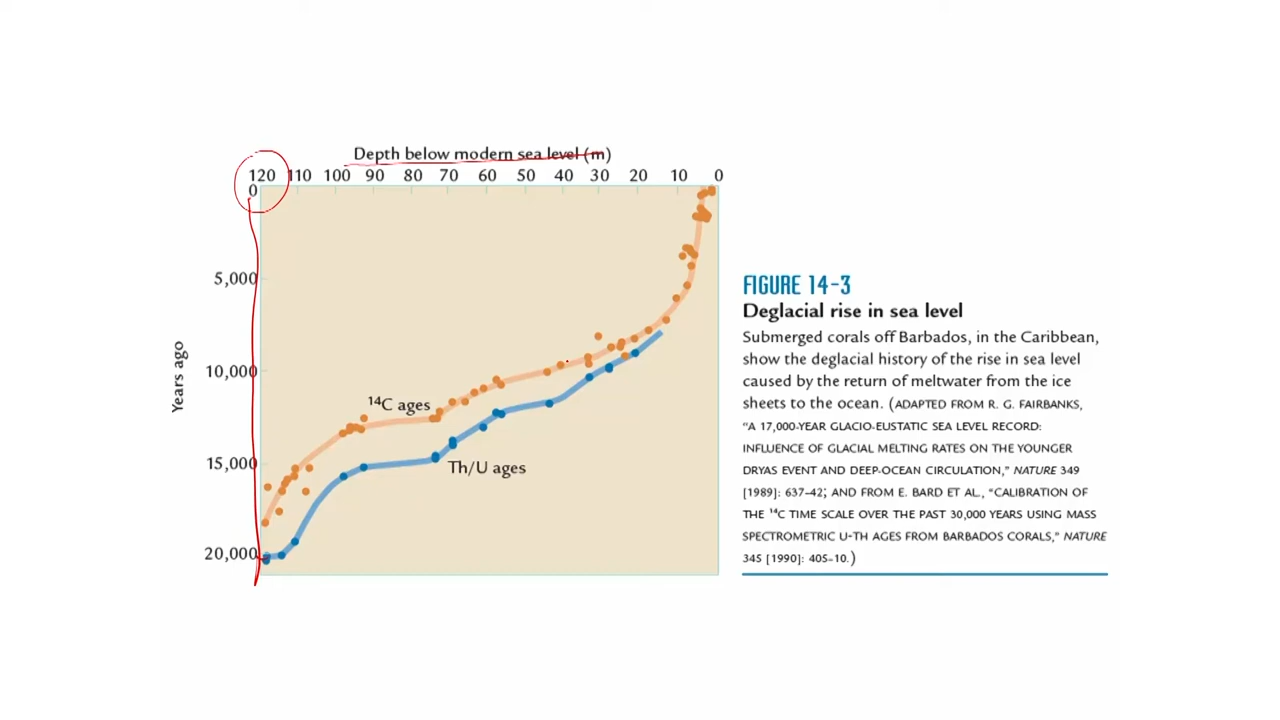 Depth below modern sea level (m)
120 110 100 90 80 70 60 50 40 30 20 10 0
0
5,000
10,000
15,000
20,000
Years ago
¹⁴C ages
Th/U ages
FIGURE 14-3
Deglacial rise in sea level
Submerged corals off Barbados, in the Caribbean,
show the deglacial history of the rise in sea level
caused by the return of meltwater from the ice
sheets to the ocean. (ADAPTED FROM R. G. FAIRBANKS,
“A 17,000-YEAR GLACIO-EUSTATIC SEA LEVEL RECORD:
INFLUENCE OF GLACIAL MELTING RATES ON THE YOUNGER
DRYAS EVENT AND DEEP-OCEAN CIRCULATION,” NATURE 349
[1989]: 637–42; AND FROM E. BARD ET AL., “CALIBRATION OF
THE ¹⁴C TIME SCALE OVER THE PAST 30,000 YEARS USING MASS
SPECTROMETRIC U-TH AGES FROM BARBADOS CORALS,” NATURE
345 [1990]: 405–10.)